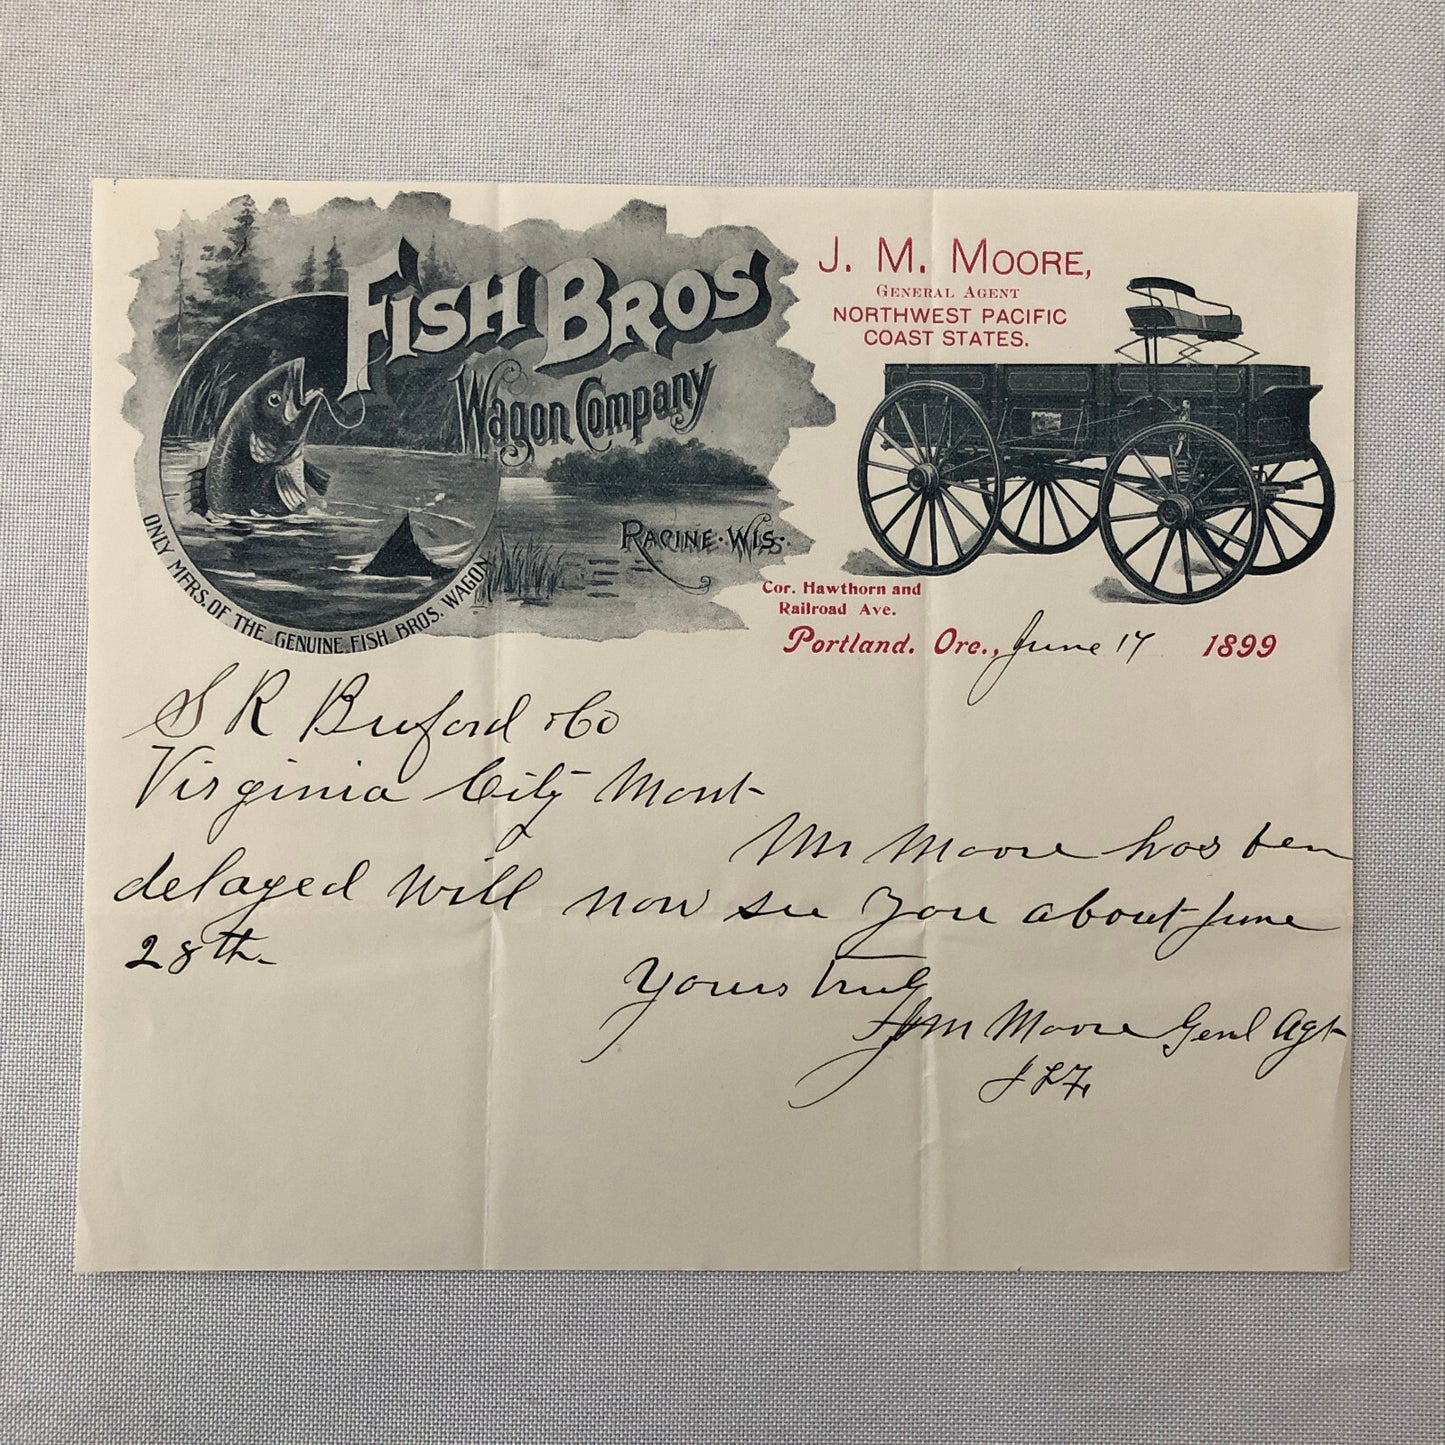 FISH BROS
Wagon Company
RACINE · WIS.
ONLY MFRS. OF THE GENUINE FISH BROS. WAGON
J. M. MOORE,
GENERAL AGENT
NORTHWEST PACIFIC
COAST STATES.
Cor. Hawthorn and
Railroad Ave.
Portland, Ore., June 17 1899
S R Buford & Co
Virginia City Mont
Mr Moore has ben
delayed will now see you about June
28th
Yours truly
J M Moore Genl Agt